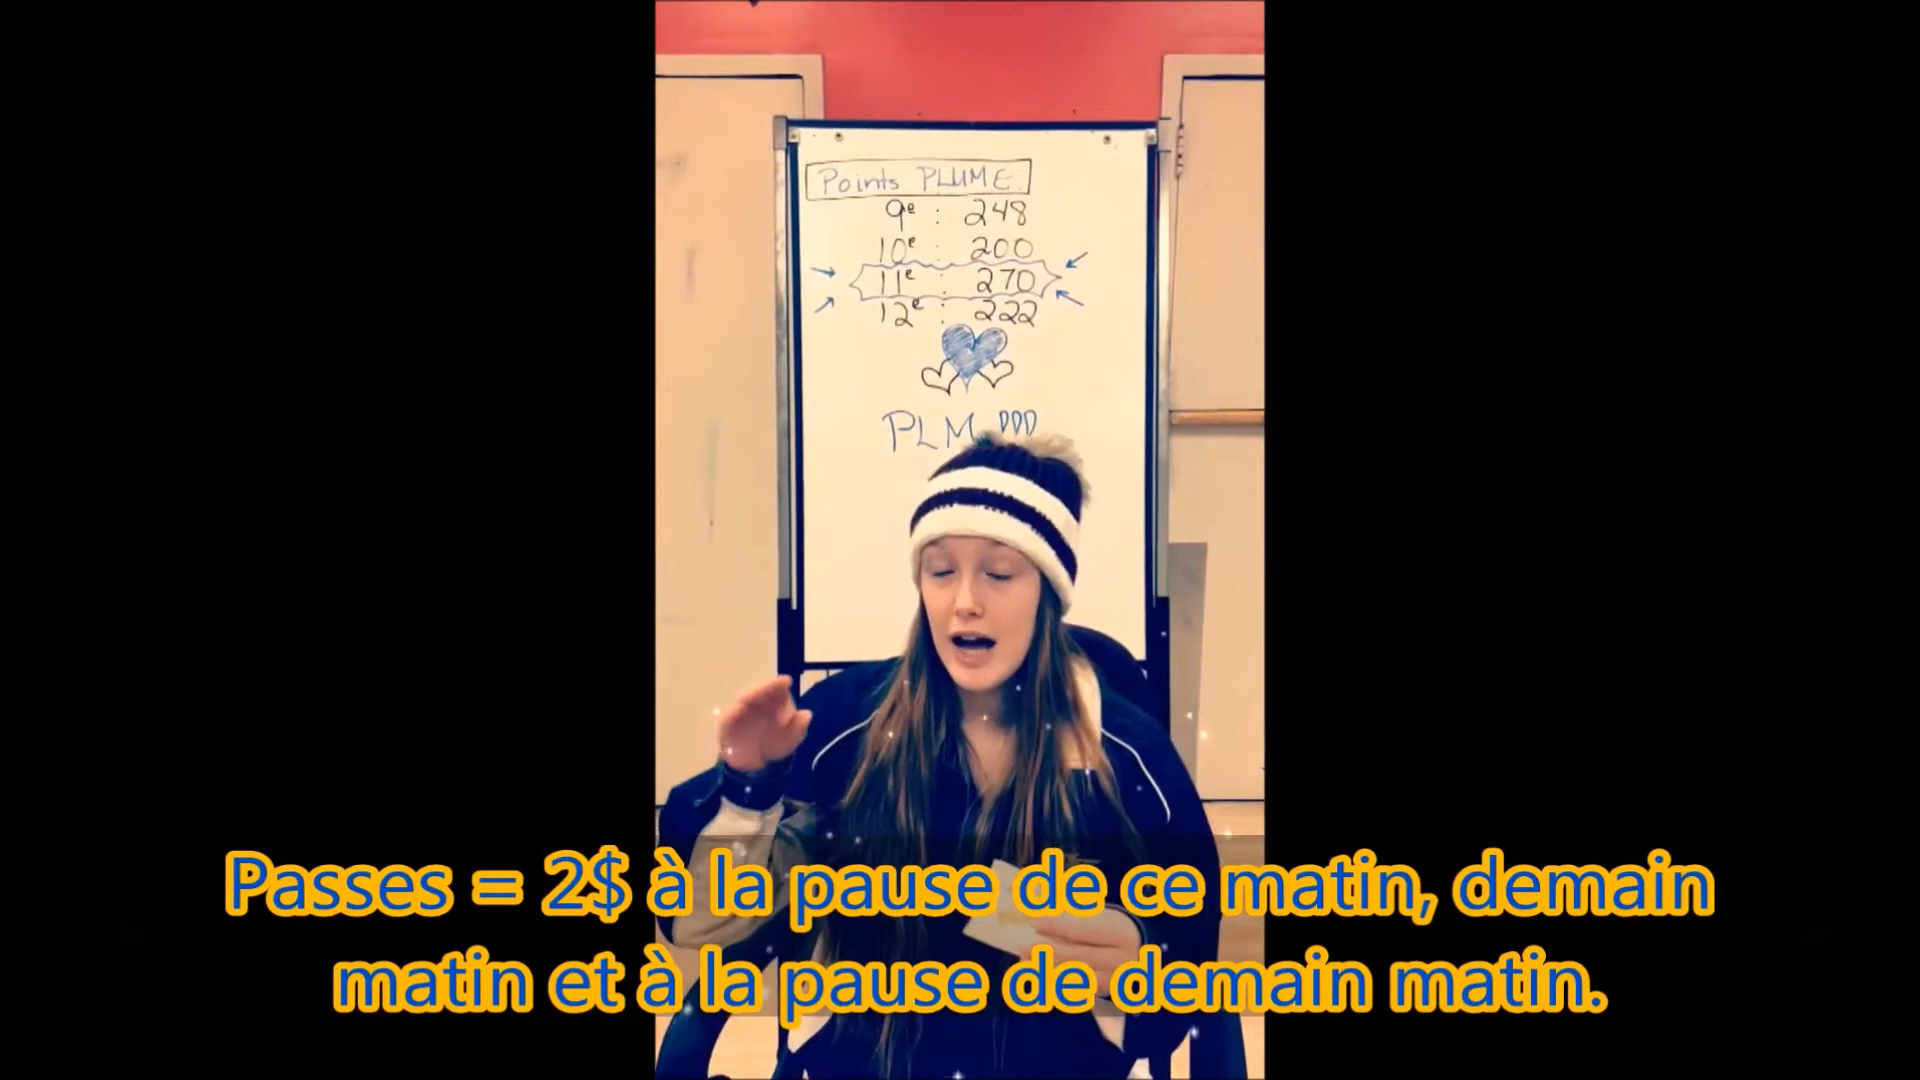 Points PLUME
9e : 248
10e : 200
11e : 270
12e : 222
PLM
Passes = 2$ à la pause de ce matin, demain
matin et à la pause de demain matin.